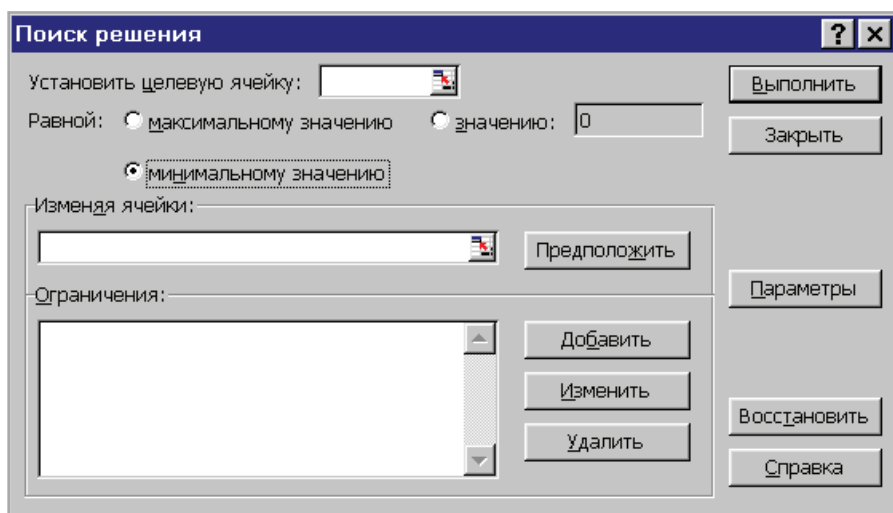 Поиск решения
? ×
Установить целевую ячейку:
Выполнить
Равной: максимальному значению значению: 0
Закрыть
минимальному значению
Изменяя ячейки:
Предположить
Параметры
Ограничения:
Добавить
Изменить
Восстановить
Удалить
Справка